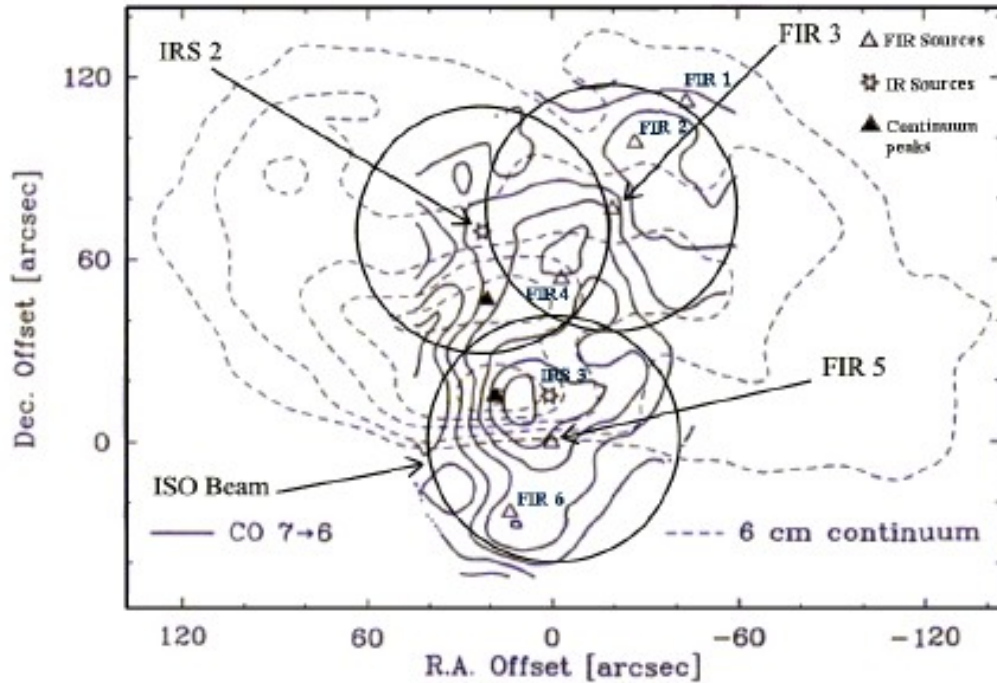 IRS 2
FIR 3
FIR Sources
IR Sources
Continuum
peaks
FIR 1
FIR 2
120
60
0
Dec. Offset [arcsec]
FIR4
IRS 3
FIR 5
ISO Beam
FIR 6
CO 7→6
6 cm continuum
120
60
0
−60
−120
R.A. Offset [arcsec]